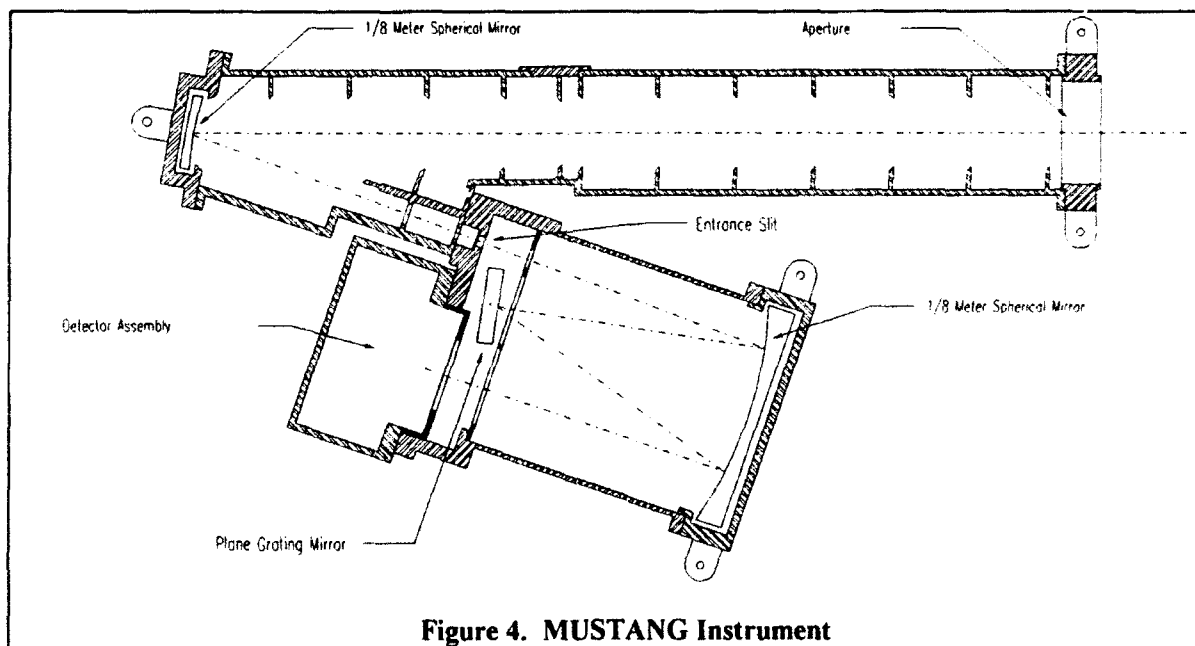 1/8 Meter Spherical Mirror
Aperture
Entrance Slit
1/8 Meter Spherical Mirror
Detector Assembly
Plane Grating Mirror
Figure 4. MUSTANG Instrument